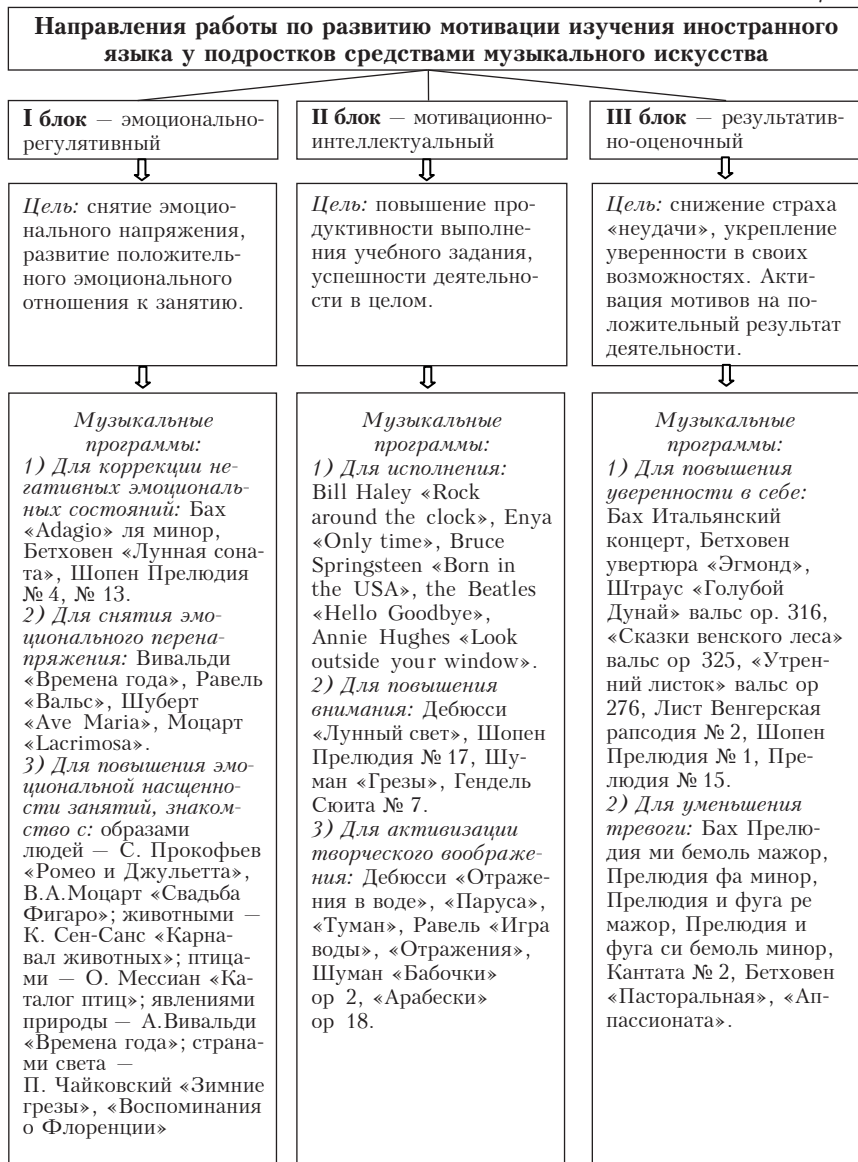 Направления работы по развитию мотивации изучения иностранного
языка у подростков средствами музыкального искусства
I блок — эмоционально-
регулятивный
Цель: снятие эмоцио-
нального напряжения,
развитие положитель-
ного эмоционального
отношения к занятию.
Музыкальные
программы:
1) Для коррекции не-
гативных эмоциональ-
ных состояний: Бах
«Adagio» ля минор,
Бетховен «Лунная сона-
та», Шопен Прелюдия
№ 4, № 13.
2) Для снятия эмо-
ционального перена-
пряжения: Вивальди
«Времена года», Равель
«Вальс», Шуберт
«Ave Maria», Моцарт
«Lacrimosa».
3) Для повышения эмо-
циональной насщенно-
сти занятий, знаком-
ство с: образами
людей — С. Прокофьев
«Ромео и Джульетта»,
В.А.Моцарт «Свадьба
Фигаро»; животными —
К. Сен-Санс «Карна-
вал животных»; птица-
ми — О. Мессиан «Ка-
талог птиц»; явлениями
природы — А.Вивальди
«Времена года»; страна-
ми света —
П. Чайковский «Зимние
грезы», «Воспоминания
о Флоренции»
II блок — мотивационно-
интеллектуальный
Цель: повышение про-
дуктивности выполне-
ния учебного задания,
успешности деятельно-
сти в целом.
Музыкальные
программы:
1) Для исполнения:
Bill Haley «Rock
around the clock», Enya
«Only time», Bruce
Springsteen «Born in
the USA», the Beatles
«Hello Goodbye»,
Annie Hughes «Look
outside your window».
2) Для повышения
внимания: Дебюсси
«Лунный свет», Шопен
Прелюдия № 17, Шу-
ман «Грезы», Гендель
Сюита № 7.
3) Для активизации
творческого воображе-
ния: Дебюсси «Отраже-
ния в воде», «Паруса»,
«Туман», Равель «Игра
воды», «Отражения»,
Шуман «Бабочки»
ор 2, «Арабески»
ор 18.
III блок — результатив-
но-оценочный
Цель: снижение страха
«неудачи», укрепление
уверенности в своих
возможностях. Акти-
вация мотивов на по-
ложительный результат
деятельности.
Музыкальные
программы:
1) Для повышения
уверенности в себе:
Бах Итальянский
концерт, Бетховен
увертюра «Эгмонд»,
Штраус «Голубой
Дунай» вальс ор. 316,
«Сказки венского леса»
вальс ор 325, «Утрен-
ний листок» вальс ор
276, Лист Венгерская
рапсодия № 2, Шопен
Прелюдия № 1, Пре-
людия № 15.
2) Для уменьшения
тревоги: Бах Прелю-
дия ми бемоль мажор,
Прелюдия фа минор,
Прелюдия и фуга ре
мажор, Прелюдия и
фуга си бемоль минор,
Кантата № 2, Бетховен
«Пасторальная», «Ап-
пассионата».